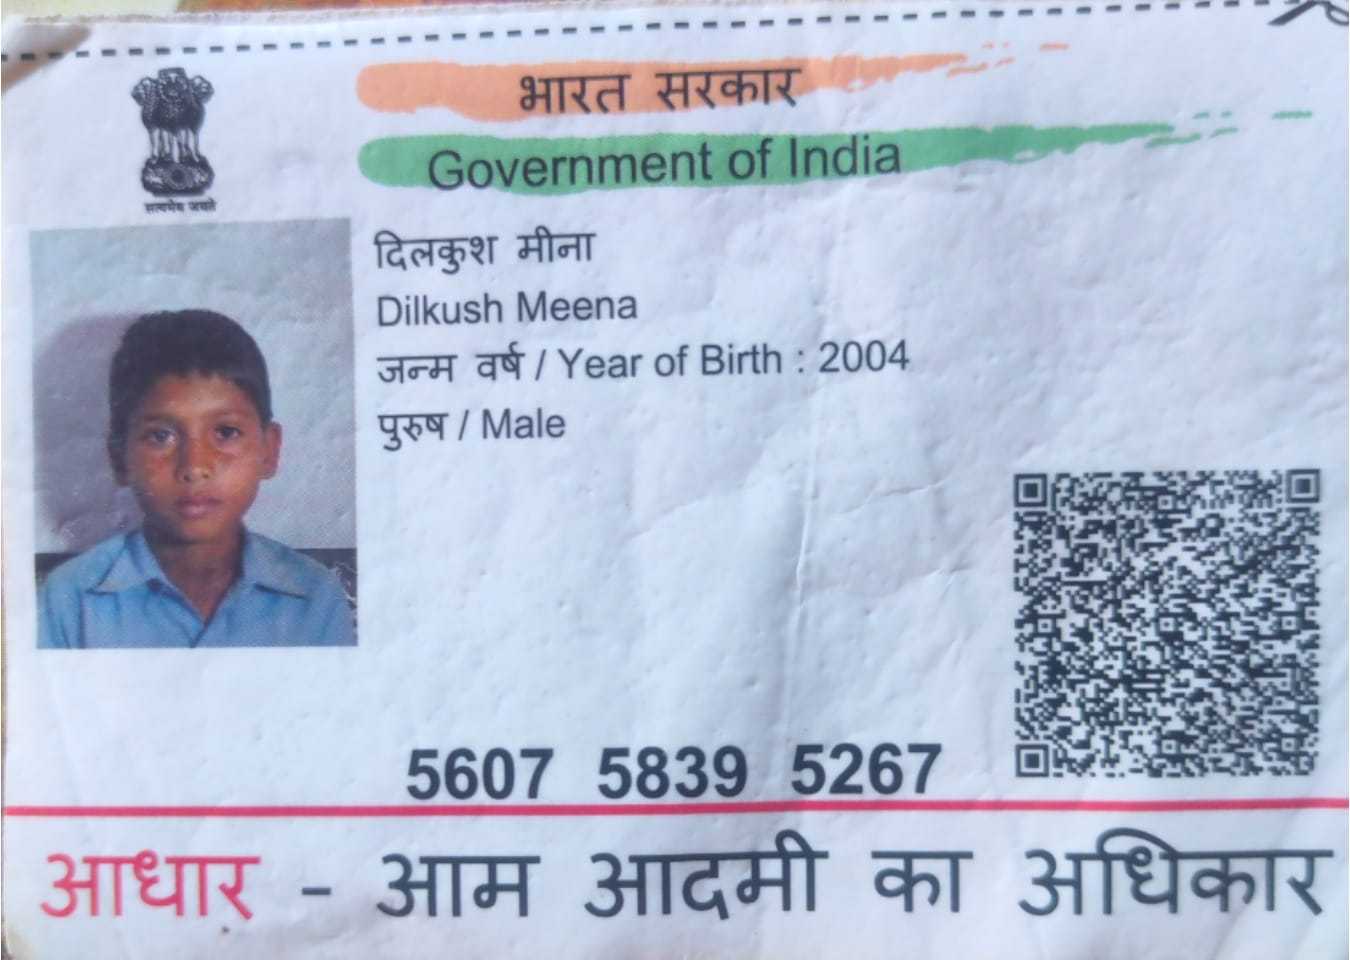 भारत सरकार
Government of India
सत्यमेव जयते
दिलकुश मीना
Dilkush Meena
जन्म वर्ष / Year of Birth : 2004
पुरुष / Male
5607 5839 5267
आधार - आम आदमी का अधिकार